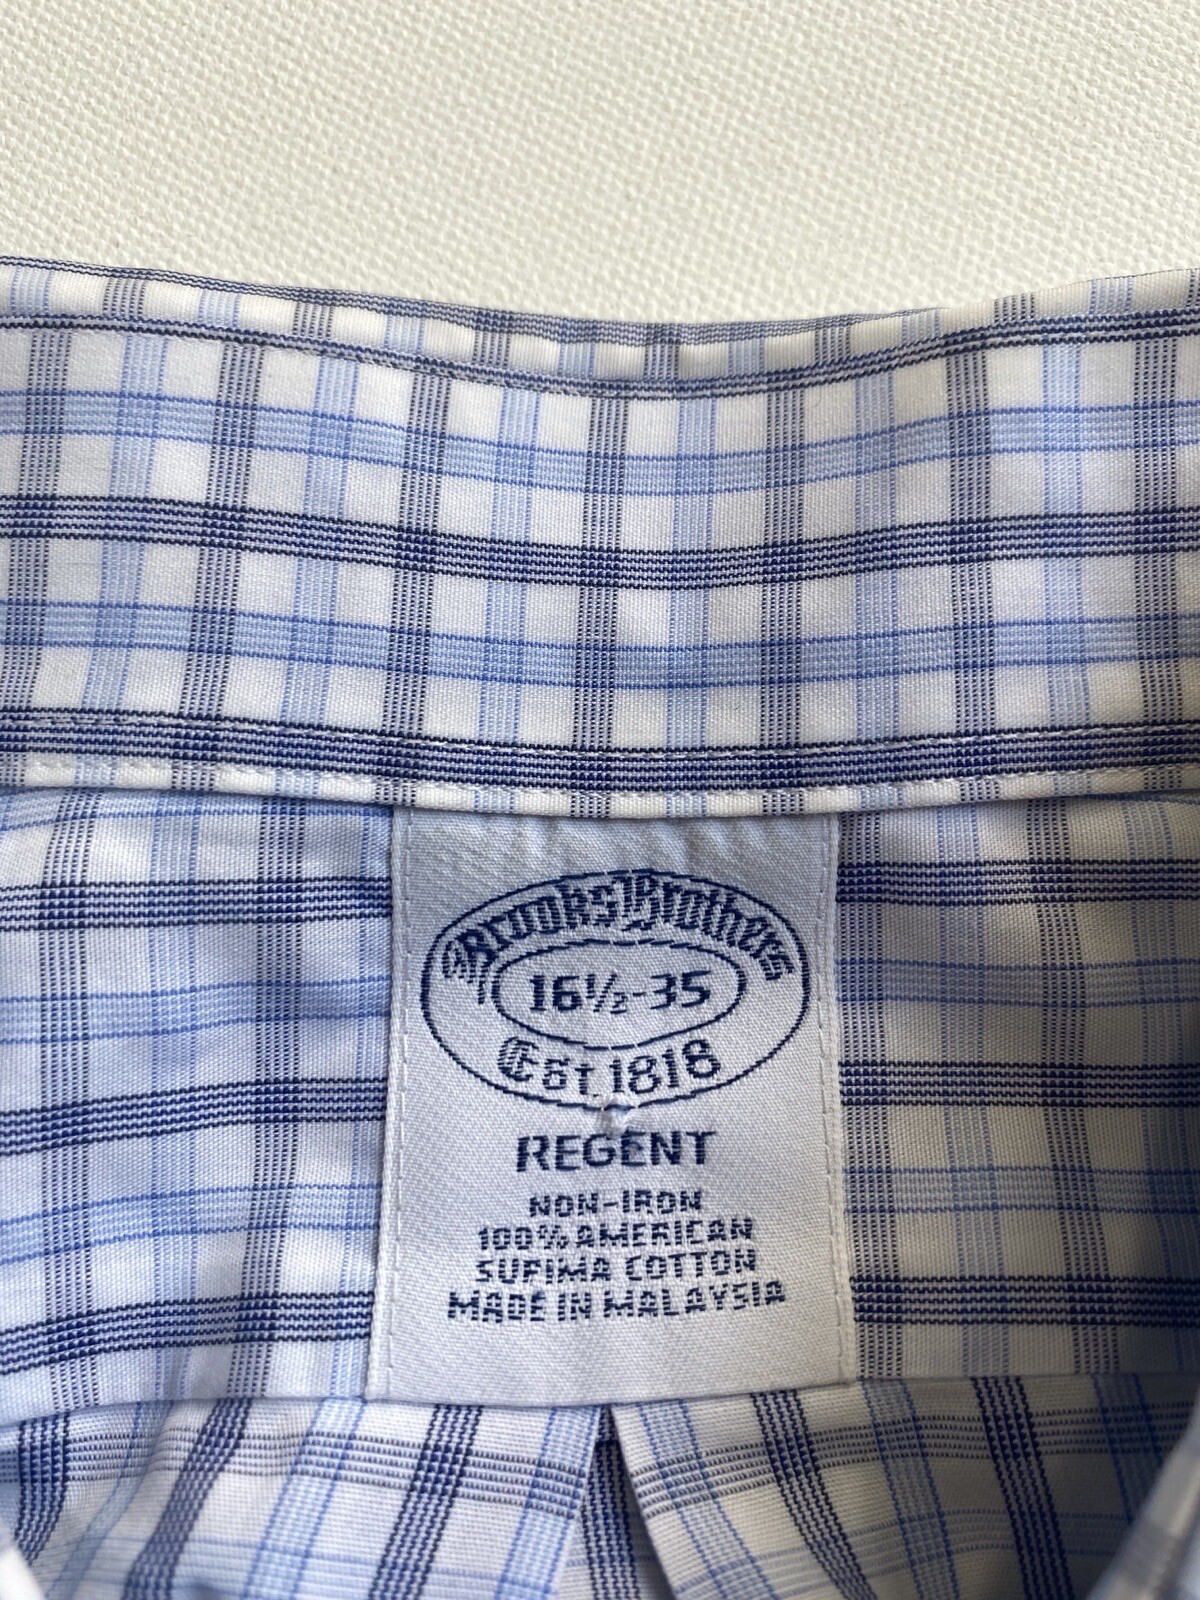 Brooks Brothers
16½-35
Est. 1818
REGENT
NON-IRON
100% AMERICAN
SUPIMA COTTON
MADE IN MALAYSIA